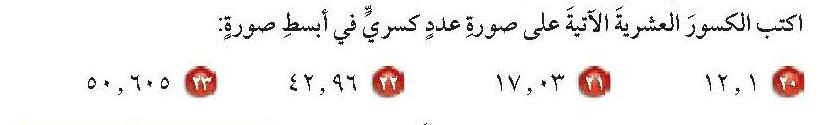 اكتب الكسورَ العشريةَ الآتيةَ على صورةِ عددٍ كسريٍّ في أبسطِ صورةٍ:
٢٠ ١٢,١ ٢١ ١٧,٠٣ ٢٢ ٤٢,٩٦ ٢٣ ٥٠,٦٠٥